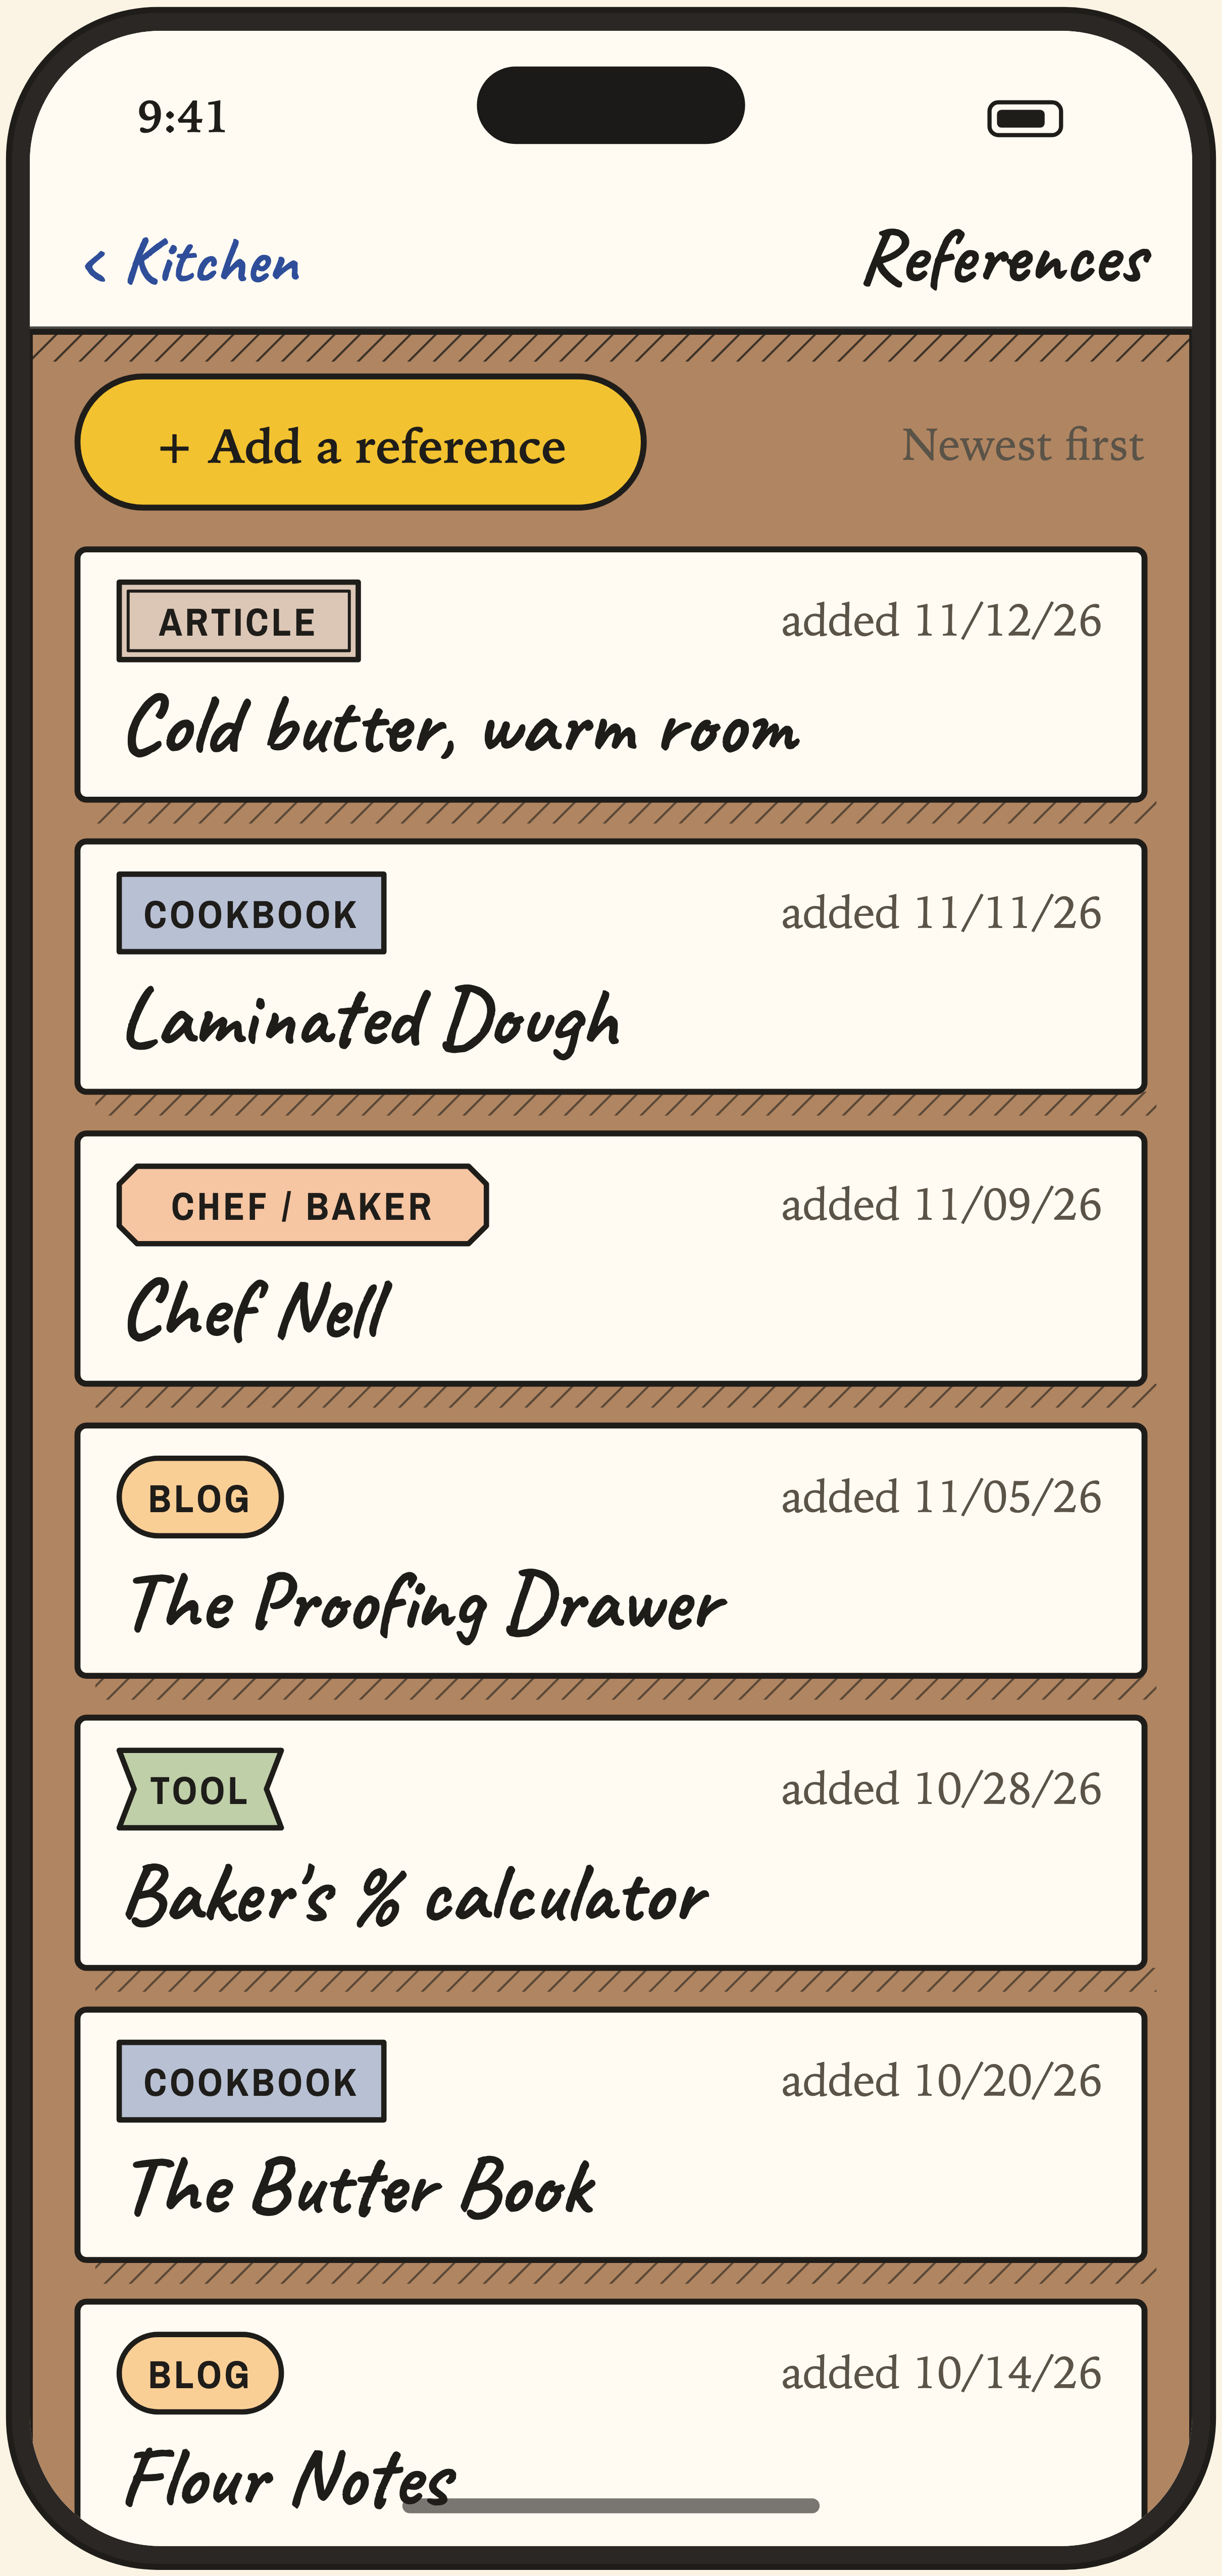 9:41
< Kitchen
References
+ Add a reference
Newest first
ARTICLE
added 11/12/26
Cold butter, warm room
COOKBOOK
added 11/11/26
Laminated Dough
CHEF / BAKER
added 11/09/26
Chef Nell
BLOG
added 11/05/26
The Proofing Drawer
TOOL
added 10/28/26
Baker's % calculator
COOKBOOK
added 10/20/26
The Butter Book
BLOG
added 10/14/26
Flour Notes